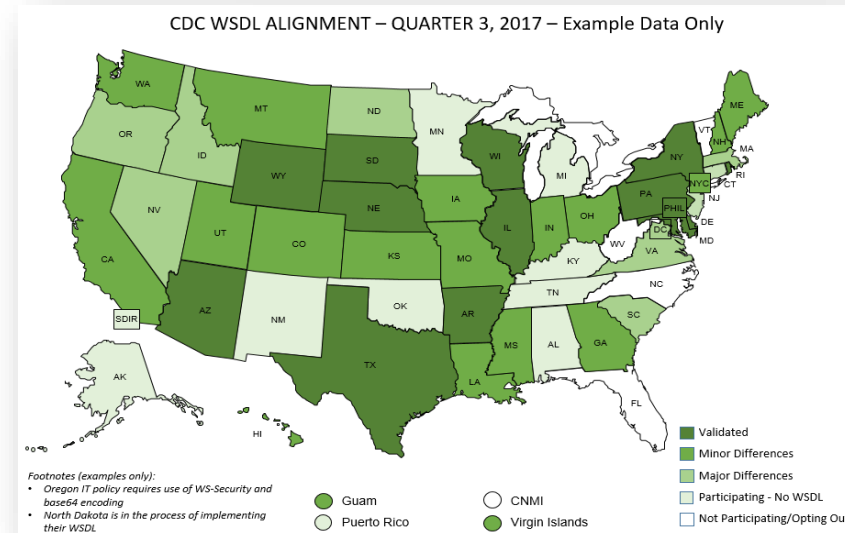 CDC WSDL ALIGNMENT – QUARTER 3, 2017 – Example Data Only
WA
MT
ND
MN
ME
VT
NH
MA
OR
ID
WY
SD
WI
MI
NY
RI
CT
NYC
NJ
PA
PHIL
DE
MD
DC
NV
UT
CO
NE
IA
IL
IN
OH
WV
VA
CA
KS
MO
KY
NC
TN
SC
AZ
NM
OK
AR
SDIR
TX
LA
MS
AL
GA
FL
AK
HI
Validated
Minor Differences
Major Differences
Participating - No WSDL
Not Participating/Opting Ou
Footnotes (examples only):
• Oregon IT policy requires use of WS-Security and
base64 encoding
• North Dakota is in the process of implementing
their WSDL
Guam
Puerto Rico
CNMI
Virgin Islands